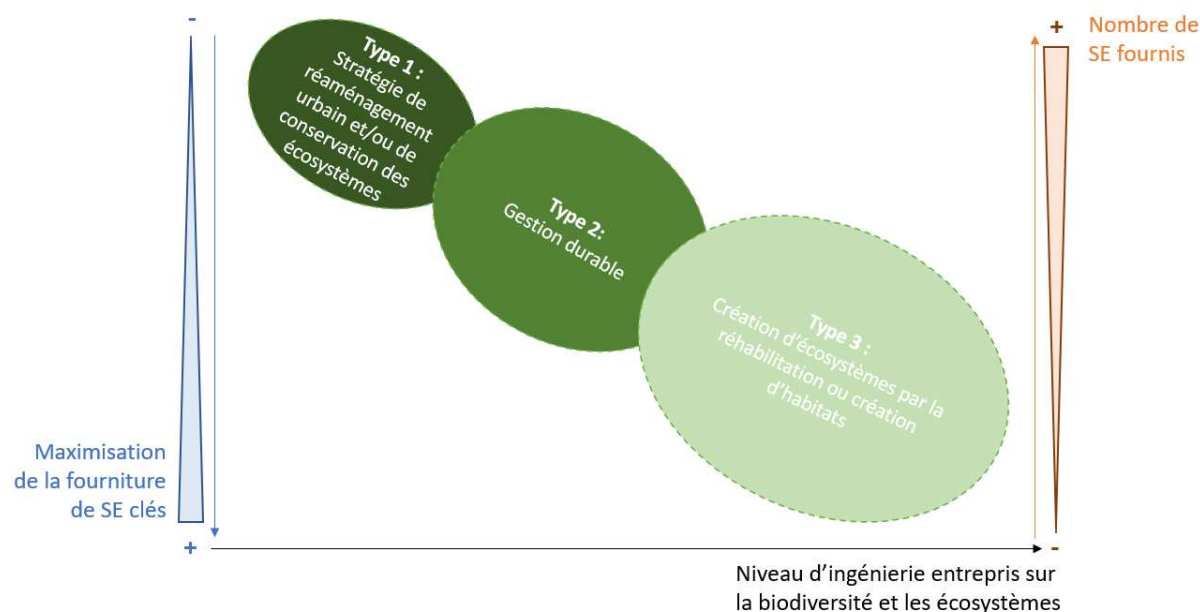 -
+
Nombre de
SE fournis
Type 1 :
Stratégie de
réaménagement
urbain et/ou de
conservation des
écosystèmes
Type 2:
Gestion durable
Type 3 :
Création d'écosystèmes par la
réhabilitation ou création
d'habitats
Maximisation
de la fourniture
de SE clés
+
-
Niveau d'ingénierie entrepris sur
la biodiversité et les écosystèmes